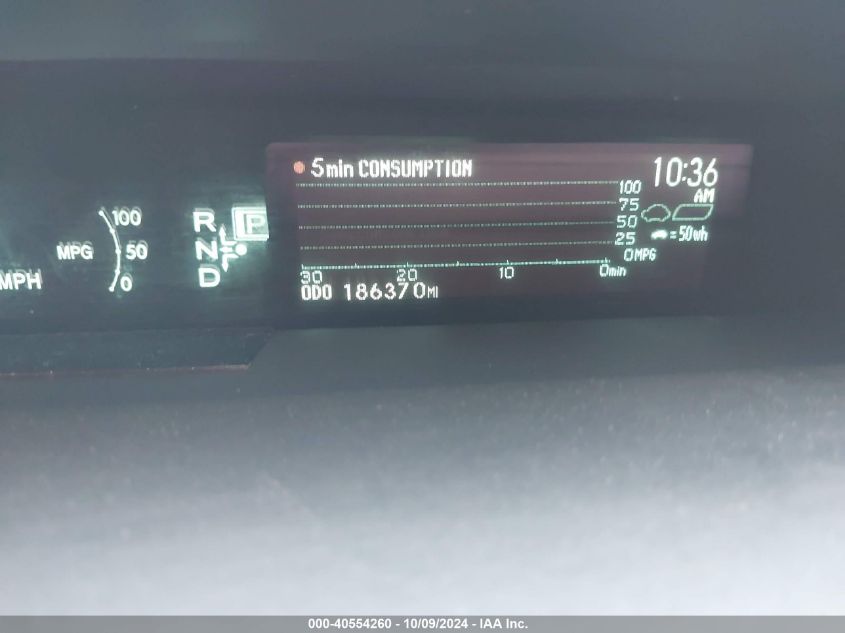 5min CONSUMPTION
10:36
AM
100
75
50
25
0MPG
= 50wh
30 20 10 0min
ODO 186370MI
100
MPG 50
0
MPH
R P
N
D
000-40554260 - 10/09/2024 - IAA Inc.